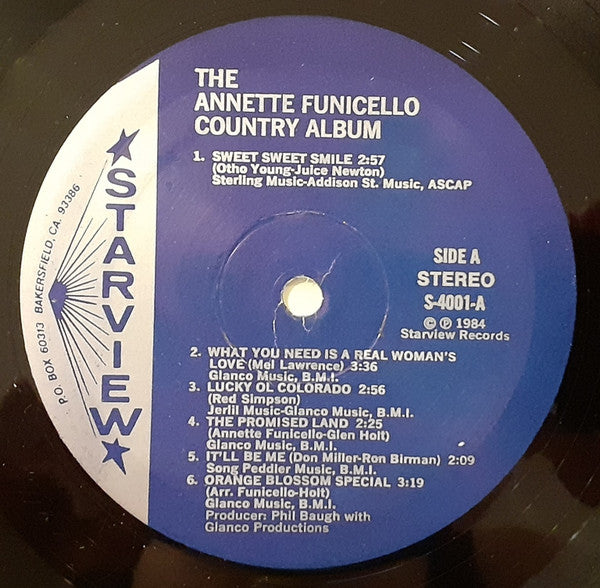 THE
ANNETTE FUNICELLO
COUNTRY ALBUM
1. SWEET SWEET SMILE 2:57
(Otho Young-Juice Newton)
Sterling Music-Addison St. Music, ASCAP
P.O. BOX 60313 BAKERSFIELD, CA. 93386
STARVIEW
SIDE A
STEREO
S-4001-A
© ℗ 1984
Starview Records
2. WHAT YOU NEED IS A REAL WOMAN'S
LOVE (Mel Lawrence) 3:36
Glanco Music, B.M.I.
3. LUCKY OL COLORADO 2:56
(Red Simpson)
Jerlil Music-Glanco Music, B.M.I.
4. THE PROMISED LAND 2:25
(Annette Funicello-Glen Holt)
Glanco Music, B.M.I.
5. IT'LL BE ME (Don Miller-Ron Birman) 2:09
Song Peddler Music, B.M.I.
6. ORANGE BLOSSOM SPECIAL 3:19
(Arr. Funicello-Holt)
Glanco Music, B.M.I.
Producer: Phil Baugh with
Glanco Productions